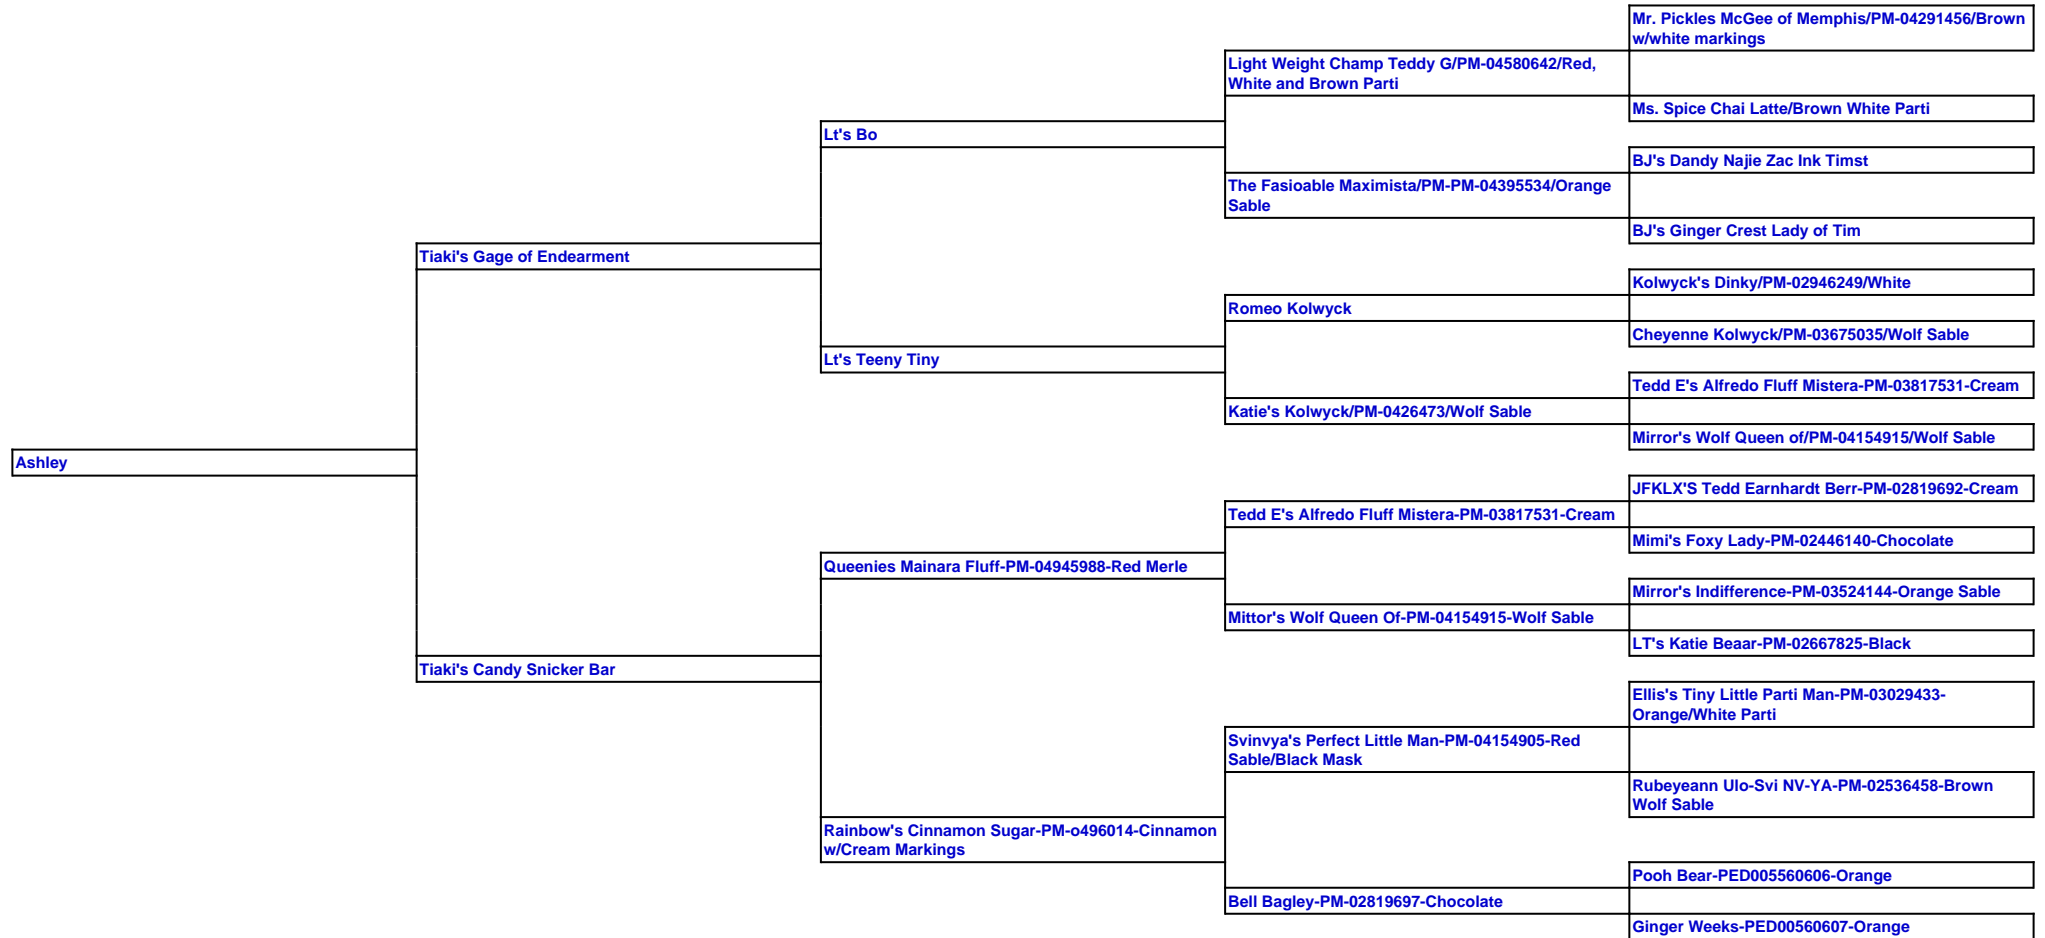 Mr. Pickles McGee of Memphis/PM-04291456/Brown
w/white markings
Light Weight Champ Teddy G/PM-04580642/Red,
White and Brown Parti
Ms. Spice Chai Latte/Brown White Parti
Lt's Bo
BJ's Dandy Najie Zac Ink Timst
The Fasioable Maximista/PM-PM-04395534/Orange
Sable
BJ's Ginger Crest Lady of Tim
Tiaki's Gage of Endearment
Kolwyck's Dinky/PM-02946249/White
Romeo Kolwyck
Cheyenne Kolwyck/PM-03675035/Wolf Sable
Lt's Teeny Tiny
Tedd E's Alfredo Fluff Mistera-PM-03817531-Cream
Katie's Kolwyck/PM-0426473/Wolf Sable
Mirror's Wolf Queen of/PM-04154915/Wolf Sable
Ashley
JFKLX'S Tedd Earnhardt Berr-PM-02819692-Cream
Tedd E's Alfredo Fluff Mistera-PM-03817531-Cream
Mimi's Foxy Lady-PM-02446140-Chocolate
Queenies Mainara Fluff-PM-04945988-Red Merle
Mirror's Indifference-PM-03524144-Orange Sable
Mittor's Wolf Queen Of-PM-04154915-Wolf Sable
LT's Katie Beaar-PM-02667825-Black
Tiaki's Candy Snicker Bar
Ellis's Tiny Little Parti Man-PM-03029433-
Orange/White Parti
Svinvya's Perfect Little Man-PM-04154905-Red
Sable/Black Mask
Rubeyeann Ulo-Svi NV-YA-PM-02536458-Brown
Wolf Sable
Rainbow's Cinnamon Sugar-PM-o496014-Cinnamon
w/Cream Markings
Pooh Bear-PED005560606-Orange
Bell Bagley-PM-02819697-Chocolate
Ginger Weeks-PED00560607-Orange